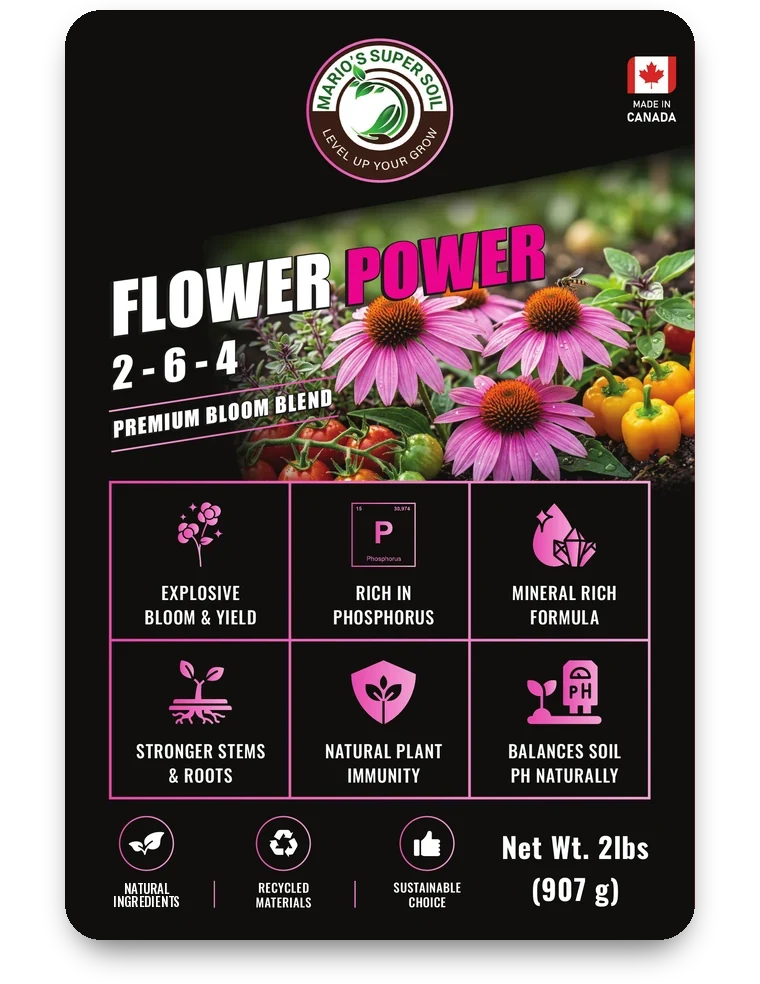 MARIO'S SUPER SOIL
LEVEL UP YOUR GROW
MADE IN
CANADA
FLOWER POWER
2 - 6 - 4
PREMIUM BLOOM BLEND
EXPLOSIVE
BLOOM & YIELD
15 30,974
P
Phosphorus
RICH IN
PHOSPHORUS
MINERAL RICH
FORMULA
STRONGER STEMS
& ROOTS
NATURAL PLANT
IMMUNITY
PH
BALANCES SOIL
PH NATURALLY
NATURAL
INGREDIENTS
RECYCLED
MATERIALS
SUSTAINABLE
CHOICE
Net Wt. 2lbs
(907 g)